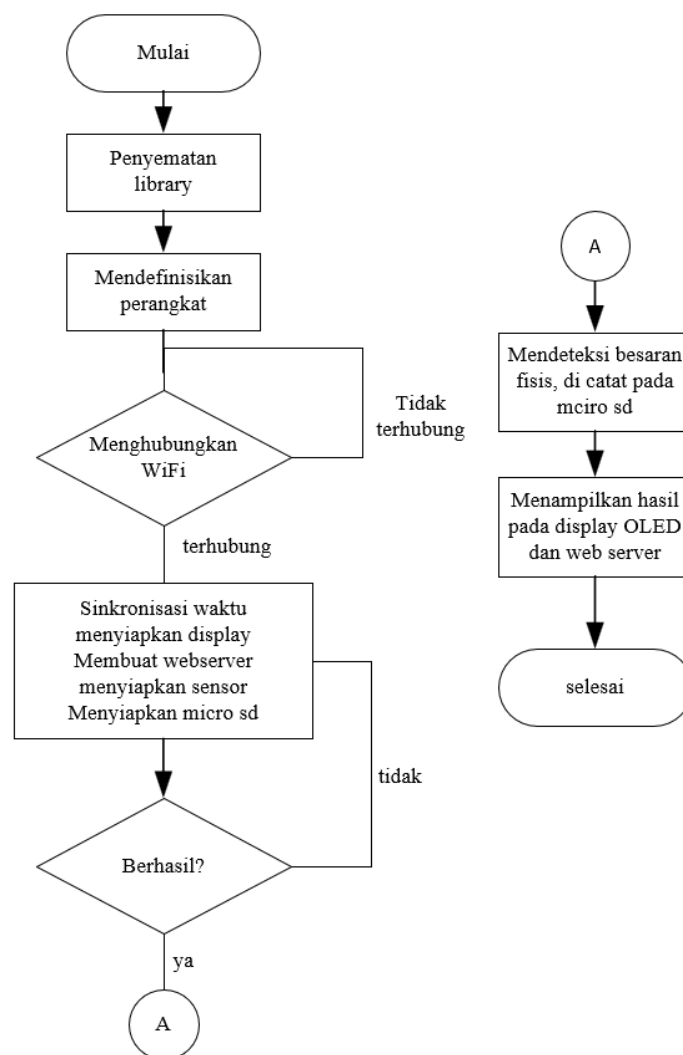 Mulai
Penyematan
library
Mendefinisikan
perangkat
Tidak
terhubung
Menghubungkan
WiFi
terhubung
Sinkronisasi waktu
menyiapkan display
Membuat webserver
menyiapkan sensor
Menyiapkan micro sd
tidak
Berhasil?
ya
A
A
Mendeteksi besaran
fisis, di catat pada
mciro sd
Menampilkan hasil
pada display OLED
dan web server
selesai